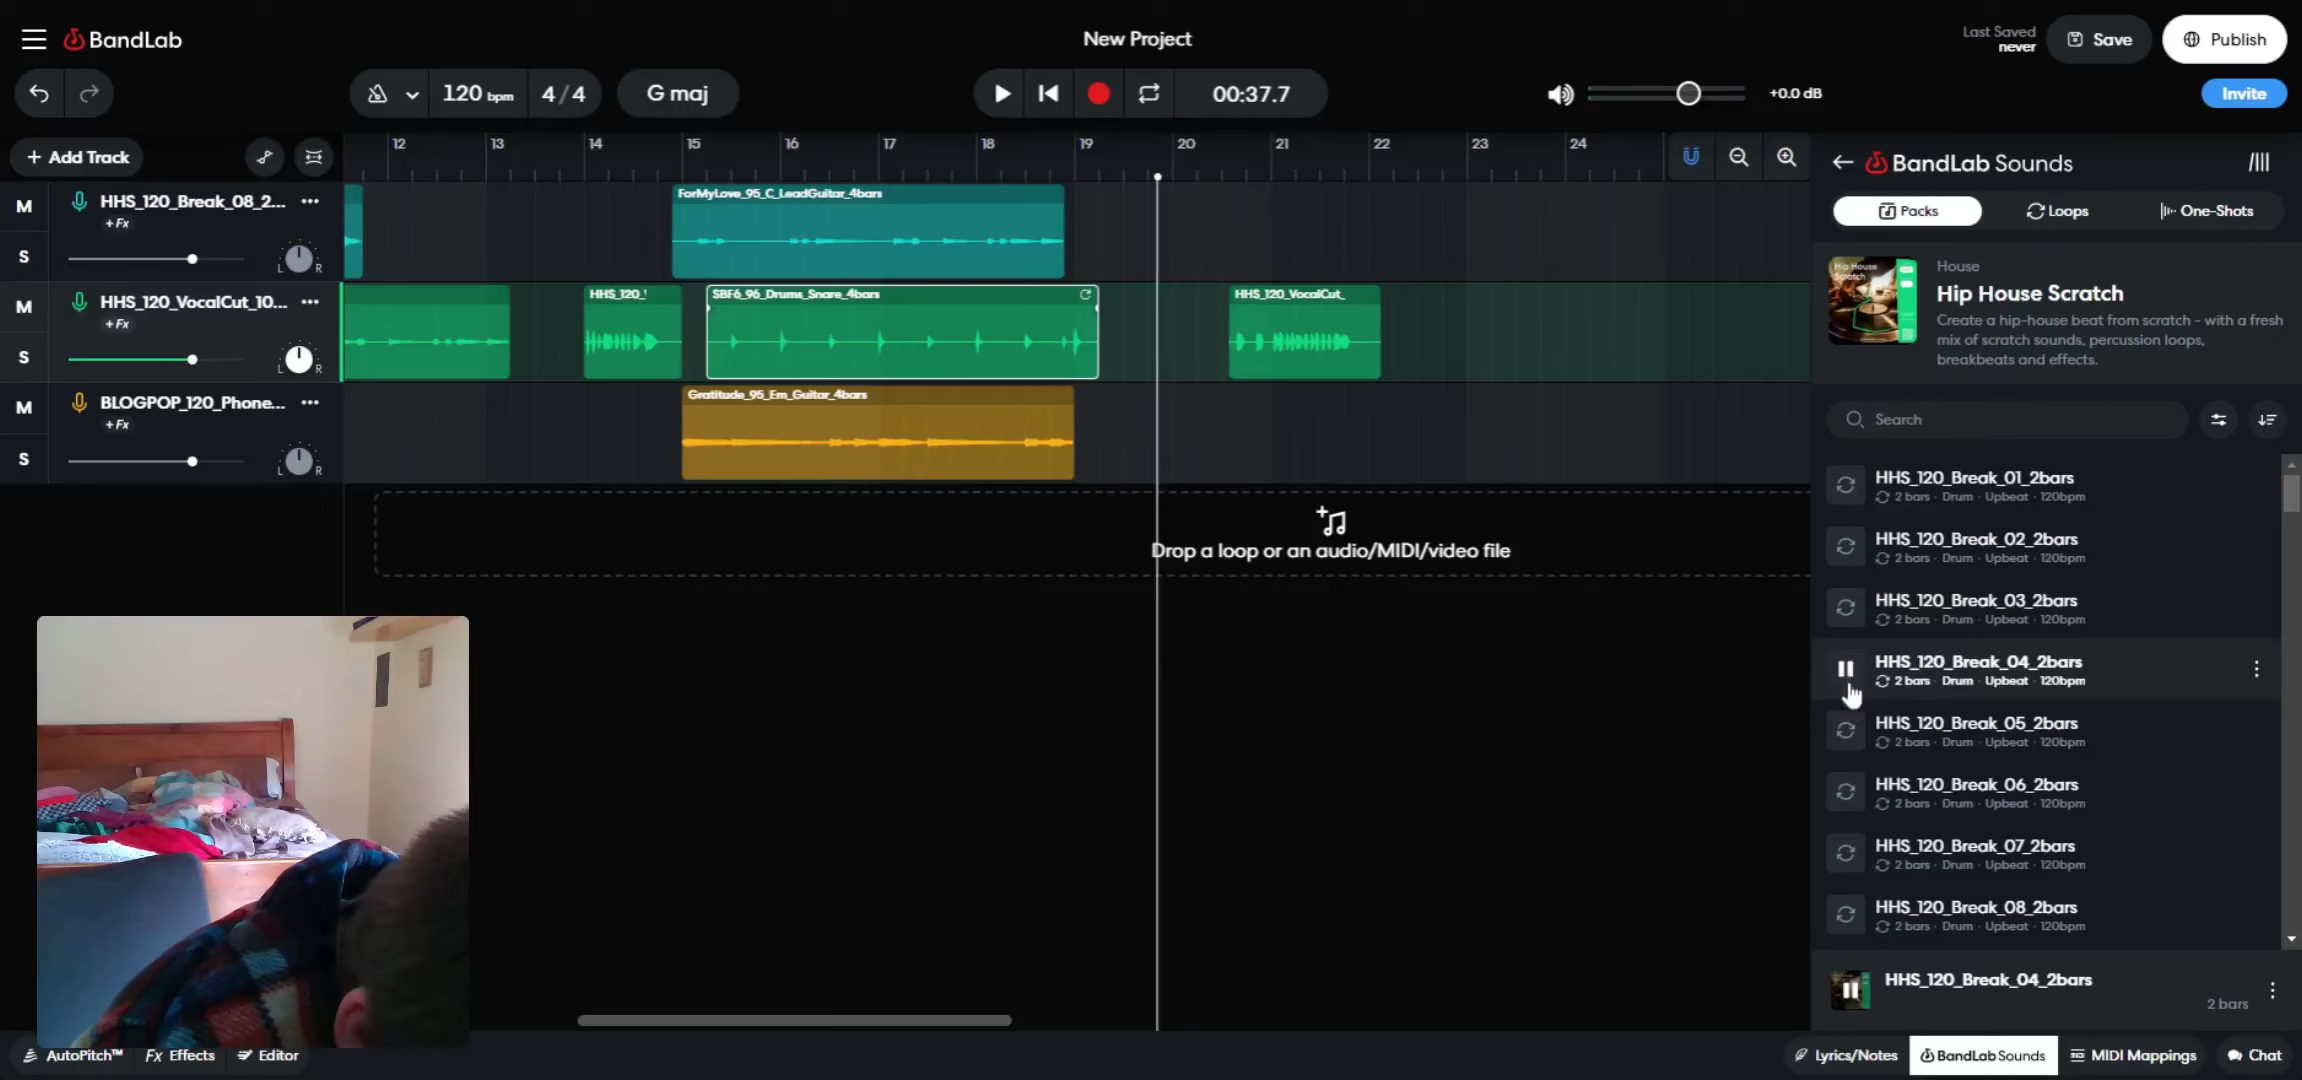 BandLab
New Project
Last Saved
never
Save
Publish
120 bpm
4/4
G maj
00:37.7
+0.0 dB
Invite
+ Add Track
12 13 14 15 16 17 18 19 20 21 22 23 24
BandLab Sounds
Packs
Loops
One-Shots
M
HHS_120_Break_08_2...
+ Fx
S
L R
ForMyLove_95_C_LeadGuitar_4bars
M
HHS_120_VocalCut_10...
+ Fx
S
L R
SBF6_96_Drums_Snare_4bars
HHS_120_VocalCut_
M
BLOGPOP_120_Phone...
+ Fx
S
L R
Gratitude_95_Em_Guitar_4bars
Drop a loop or an audio/MIDI/video file
Hip House
Scratch
House
Hip House Scratch
Create a hip-house beat from scratch - with a fresh
mix of scratch sounds, percussion loops,
breakbeats and effects.
Search
HHS_120_Break_01_2bars
2 bars · Drum · Upbeat · 120bpm
HHS_120_Break_02_2bars
2 bars · Drum · Upbeat · 120bpm
HHS_120_Break_03_2bars
2 bars · Drum · Upbeat · 120bpm
HHS_120_Break_04_2bars
2 bars · Drum · Upbeat · 120bpm
HHS_120_Break_05_2bars
2 bars · Drum · Upbeat · 120bpm
HHS_120_Break_06_2bars
2 bars · Drum · Upbeat · 120bpm
HHS_120_Break_07_2bars
2 bars · Drum · Upbeat · 120bpm
HHS_120_Break_08_2bars
2 bars · Drum · Upbeat · 120bpm
HHS_120_Break_04_2bars
2 bars
AutoPitch™
Fx Effects
Editor
Lyrics/Notes
BandLab Sounds
MIDI Mappings
Chat